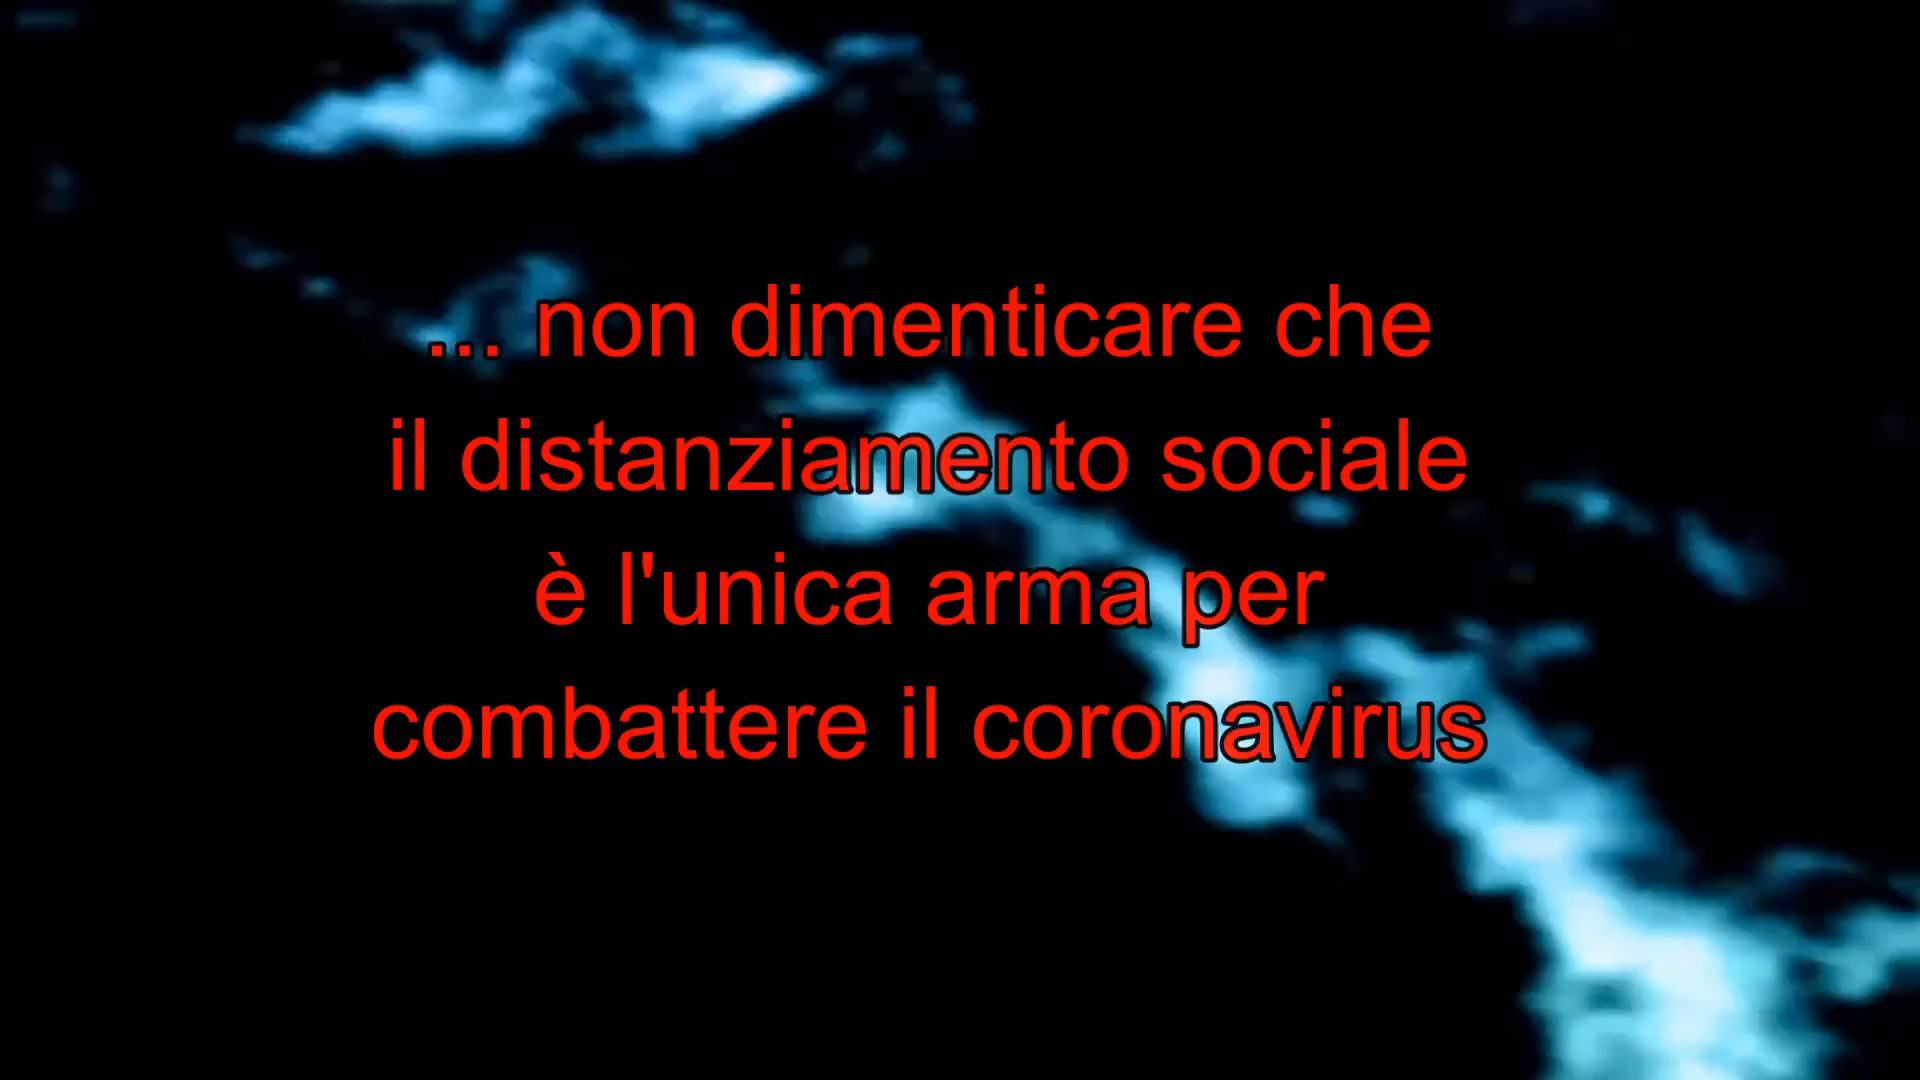 ... non dimenticare che
il distanziamento sociale
è l'unica arma per
combattere il coronavirus